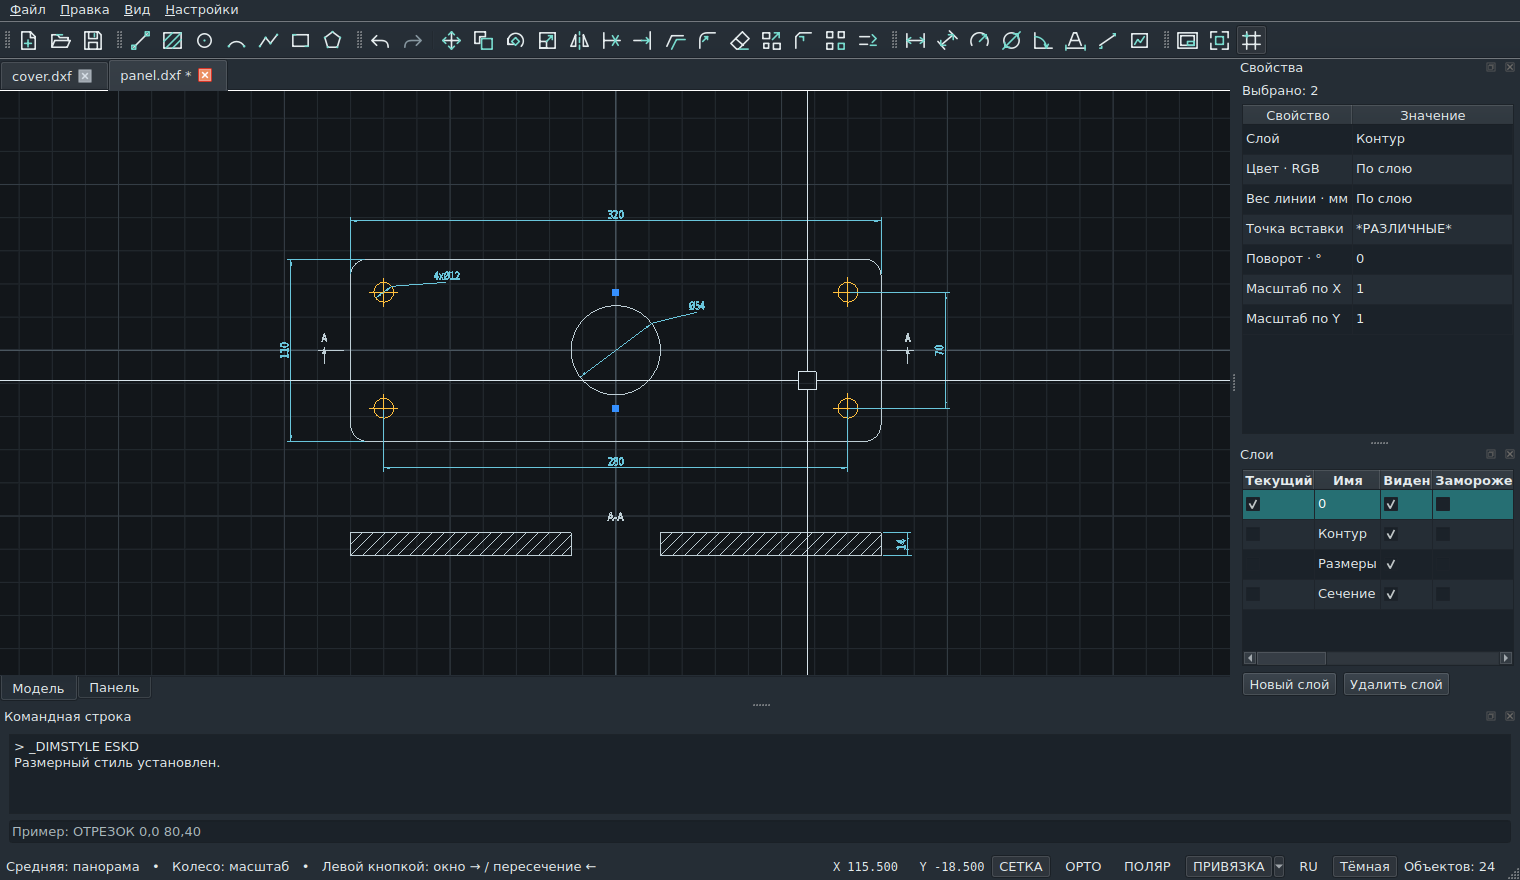 Файл Правка Вид Настройки
cover.dxf panel.dxf *
Свойства
Выбрано: 2
Свойство Значение
Слой Контур
Цвет · RGB По слою
Вес линии · мм По слою
Точка вставки *РАЗЛИЧНЫЕ*
Поворот · ° 0
Масштаб по X 1
Масштаб по Y 1
320
4xØ12
Ø54
A A
110
70
280
A-A
14
Слои
Текущий Имя Виден Замороже
0
Контур
Размеры
Сечение
Новый слой Удалить слой
Модель Панель
Командная строка
> _DIMSTYLE ESKD
Размерный стиль установлен.
Пример: ОТРЕЗОК 0,0 80,40
Средняя: панорама • Колесо: масштаб • Левой кнопкой: окно → / пересечение ← X 115.500 Y -18.500 СЕТКА ОРТО ПОЛЯР ПРИВЯЗКА RU Тёмная Объектов: 24